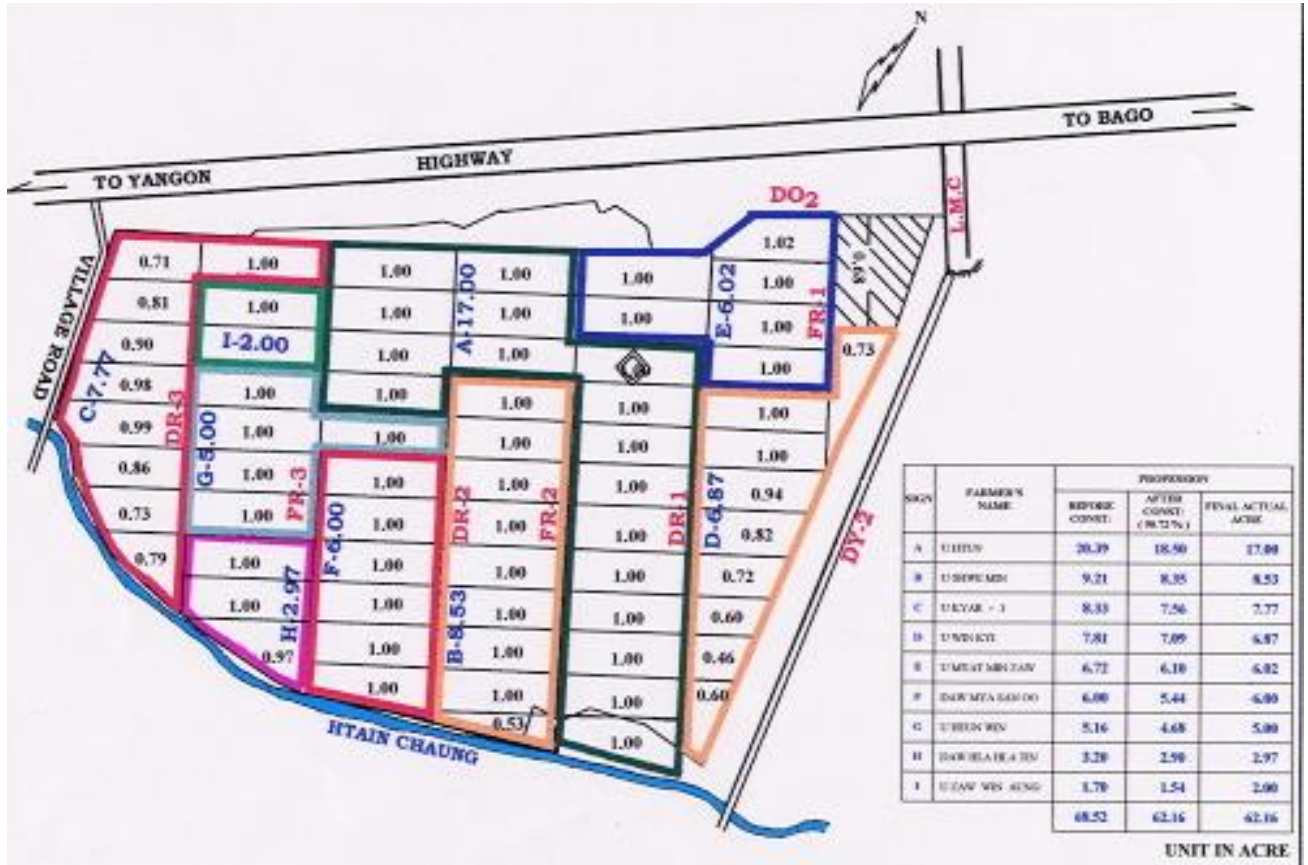 N
TO BAGO
HIGHWAY
TO YANGON
L.M.C
DO2
VILLAGE ROAD
0.71 1.00 1.00 1.00 1.00 1.02
0.81 1.00 1.00 1.00 1.00 1.00 0.68
0.90 I-2.00 1.00 1.00 1.00 0.73
A-17.00 E-6.02 FR-1
0.98 1.00 1.00 1.00 1.00 1.00
0.99 1.00 1.00 1.00 1.00 1.00
0.86 1.00 1.00 1.00 1.00 0.94
0.73 1.00 1.00 1.00 1.00 0.82
0.79 1.00 1.00 1.00 1.00 0.72
1.00 1.00 1.00 1.00 0.60
0.97 1.00 1.00 1.00 0.46
1.00 1.00 1.00 0.60
0.53 1.00
C-7.77
DR-3
G-5.00
FR-3
F-6.00
H-2.97
DR-2
B-8.53
FR-2
DR-1
D-6.87
DY-2
HTAIN CHAUNG
SIGN FARMER'S NAME
BEFORE CONST: AFTER CONST: FINAL ACTUAL ACRE
A 20.39 18.50 17.00
B U SHWE MIN 9.21 8.35 8.53
C 8.33 7.56 7.77
D U WIN KYI 7.81 7.09 6.87
E 6.72 6.10 6.02
F 6.00 5.44 6.00
G 5.16 4.68 5.00
H 3.20 2.90 2.97
I U ZAW WIN AUNG 1.70 1.54 2.00
68.52 62.16 62.16
UNIT IN ACRE